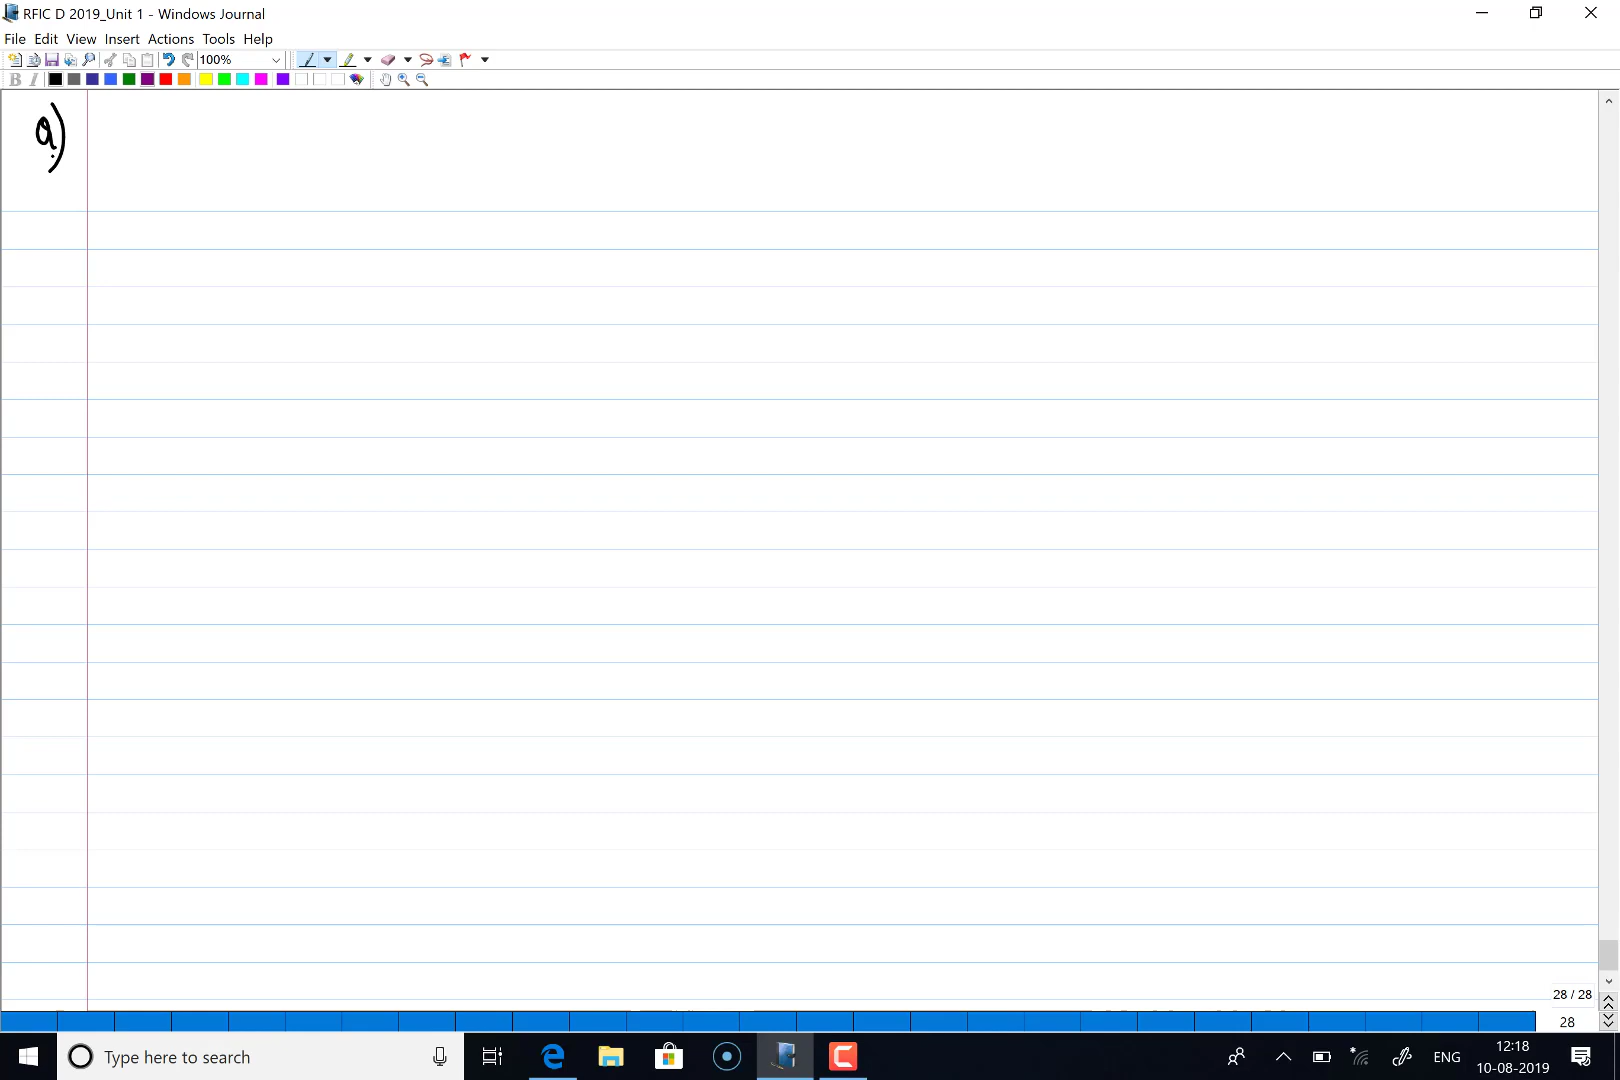 RFIC D 2019_Unit 1 - Windows Journal
File Edit View Insert Actions Tools Help
100%
B I
a)
28 / 28
28
Type here to search
ENG
12:18
10-08-2019